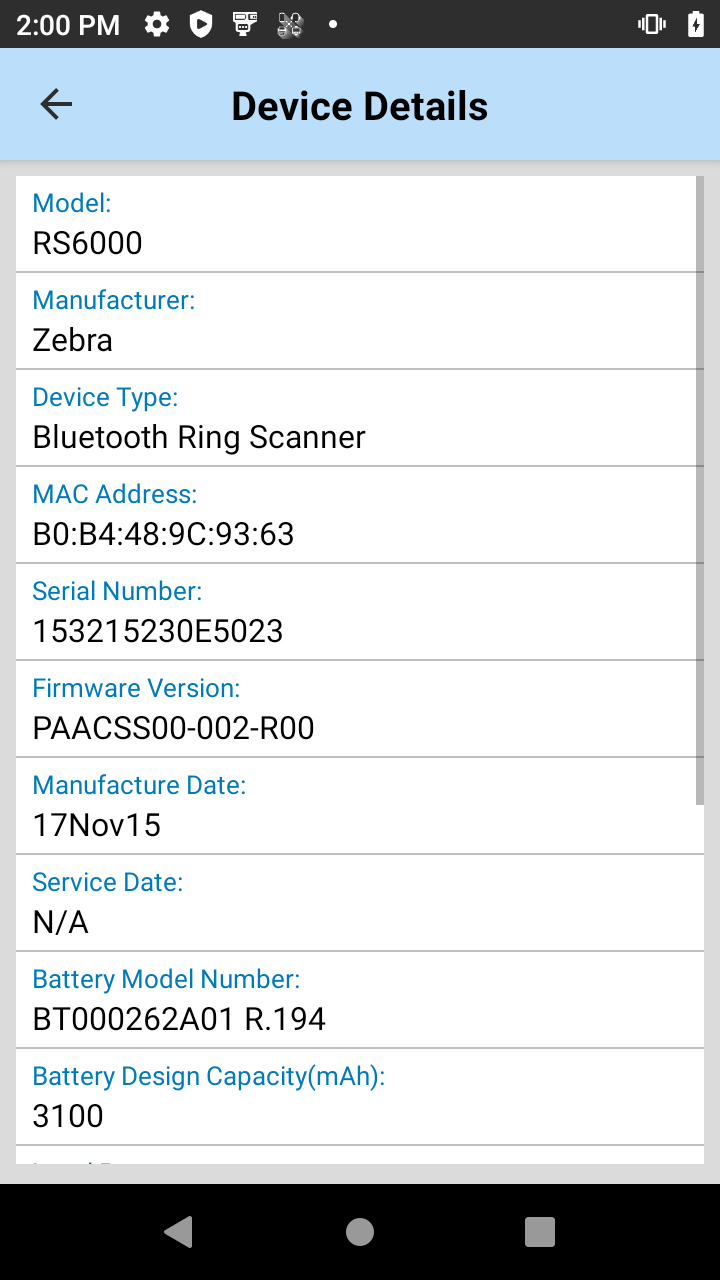 2:00 PM
Device Details
Model:
RS6000
Manufacturer:
Zebra
Device Type:
Bluetooth Ring Scanner
MAC Address:
B0:B4:48:9C:93:63
Serial Number:
153215230E5023
Firmware Version:
PAACSS00-002-R00
Manufacture Date:
17Nov15
Service Date:
N/A
Battery Model Number:
BT000262A01 R.194
Battery Design Capacity(mAh):
3100